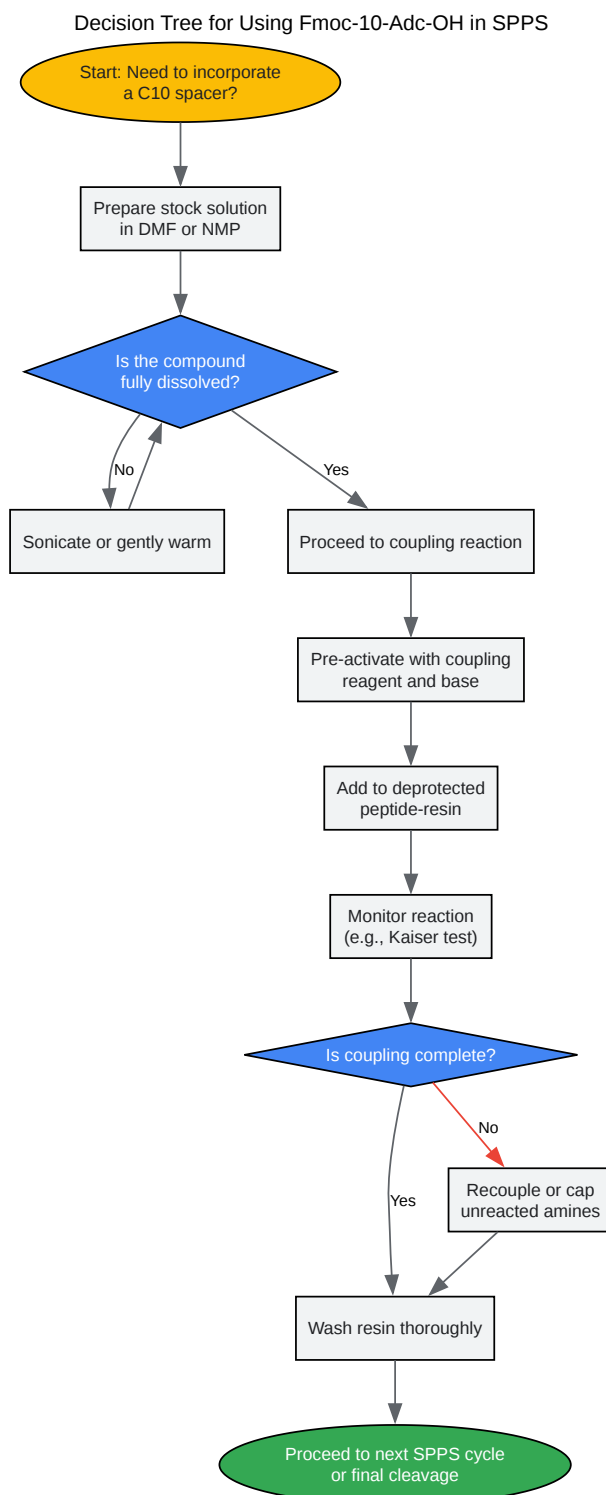 Decision Tree for Using Fmoc-10-Adc-OH in SPPS
Start: Need to incorporate
a C10 spacer?
Prepare stock solution
in DMF or NMP
Is the compound
fully dissolved?
No
Yes
Sonicate or gently warm
Proceed to coupling reaction
Pre-activate with coupling
reagent and base
Add to deprotected
peptide-resin
Monitor reaction
(e.g., Kaiser test)
Is coupling complete?
No
Yes
Recouple or cap
unreacted amines
Wash resin thoroughly
Proceed to next SPPS cycle
or final cleavage